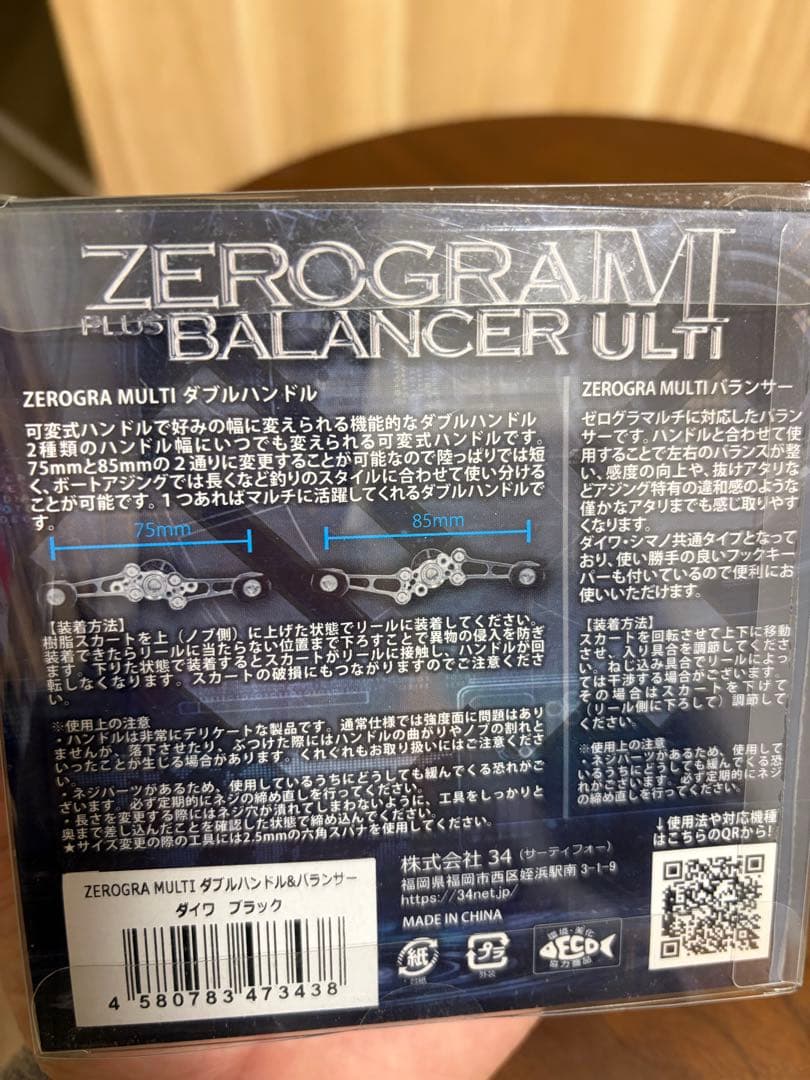 ZEROGRA MULTI
PLUS BALANCER
ZEROGRA MULTI ダブルハンドル
可変式ハンドルで好みの幅に変えられる機能的なダブルハンドル
2種類のハンドル幅にいつでも変えられる可変式ハンドルです。
75mmと85mmの2通りに変更することが可能なので陸っぱりでは短
く、ボートアジングでは長くなど釣りのスタイルに合わせて使い分ける
ことが可能です。1つあればマルチに活躍してくれるダブルハンドルで
す。
75mm
85mm
【装着方法】
樹脂スカートを上（ノブ側）に上げた状態でリールに装着してください。
装着できたらリールに当たらない位置まで下ろすことで異物の侵入を防ぎ
ます。下りた状態で装着するとスカートがリールに接触し、ハンドルが回
転しなくなります。スカートの破損にもつながりますのでご注意くださ
い。
※使用上の注意
・ハンドルは非常にデリケートな製品です。通常仕様では強度面に問題はあり
ませんが、落下させたり、ぶつけた際にはハンドルの曲がりやノブの割れと
いったことが生じる場合があります。くれぐれもお取り扱いにはご注意くださ
い。
・ネジパーツがあるため、使用しているうちにどうしても緩んでくる恐れがご
ざいます。必ず定期的にネジの締め直しを行ってください。
・長さを変更する際にはネジ穴が潰れてしまわないように、工具をしっかりと
奥まで差し込んだことを確認した状態で締め込んでください。
★サイズ変更の際の工具には2.5mmの六角スパナを使用してください。
ZEROGRA MULTI バランサー
ゼログラマルチに対応したバラン
サーです。ハンドルと合わせて使
用することで左右のバランスが整
い、感度の向上や、抜けアタリな
どアジング特有の違和感のような
僅かなアタリまでも感じ取りやす
くなります。
ダイワ・シマノ共通タイプとなって
おり、使い勝手の良いフックキー
パーも付いているので便利にお
使いいただけます。
【装着方法】
スカートを回転させて上下に移動
させ、入り具合を調節してくださ
い。ねじ込み具合でリールによっ
ては干渉する場合がございます。
その場合はスカートを下げて
（リール側に下ろして）調節して
ください。
※使用上の注意
・ネジパーツがあるため、使用して
いるうちにどうしても緩んでくる恐
れがございます。必ず定期的にネジ
の締め直しを行ってください。
↓使用法や対応機種
はこちらのQRから!
ZEROGRA MULTI ダブルハンドル&バランサー
ダイワ ブラック
4 580783 473438
株式会社 34 （サーティフォー）
福岡県福岡市西区姪浜駅南 3-1-9
https://34net.jp/
MADE IN CHINA
紙
プラ
外装
環境・美化
ECO
協力商品